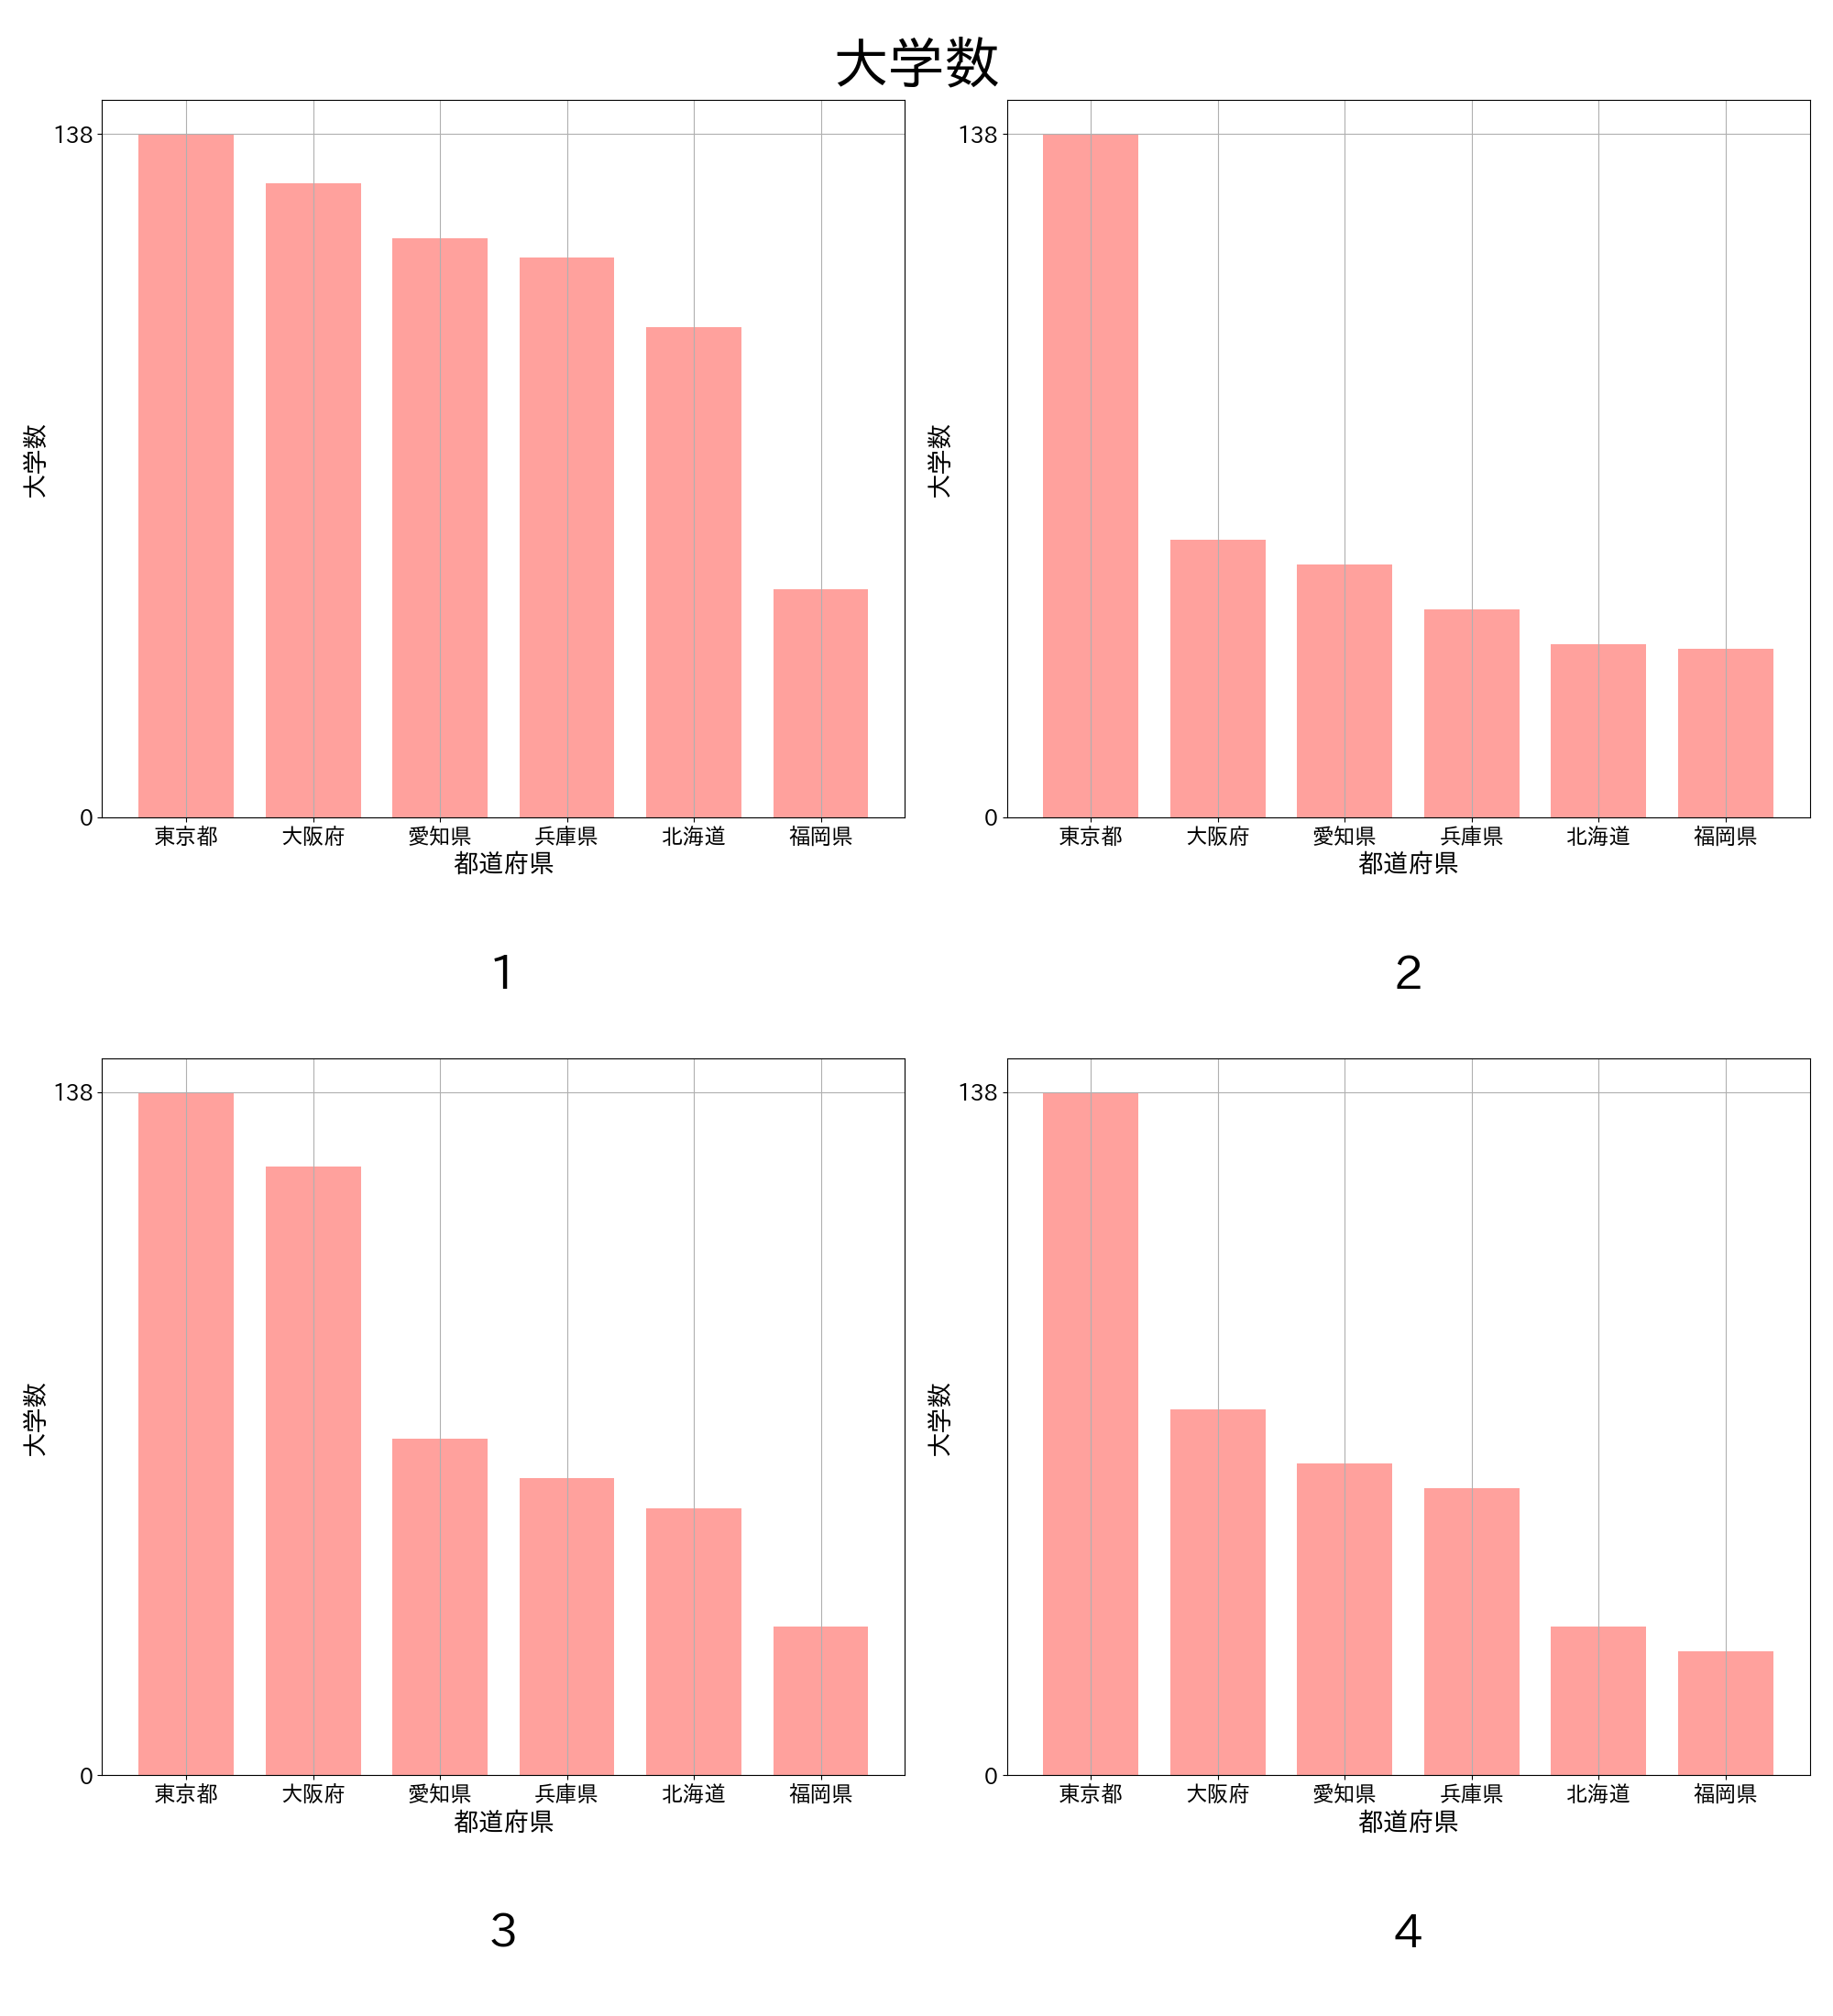 大学数
138
0
大学数
東京都 大阪府 愛知県 兵庫県 北海道 福岡県
都道府県
1
138
0
大学数
東京都 大阪府 愛知県 兵庫県 北海道 福岡県
都道府県
2
138
0
大学数
東京都 大阪府 愛知県 兵庫県 北海道 福岡県
都道府県
3
138
0
大学数
東京都 大阪府 愛知県 兵庫県 北海道 福岡県
都道府県
4